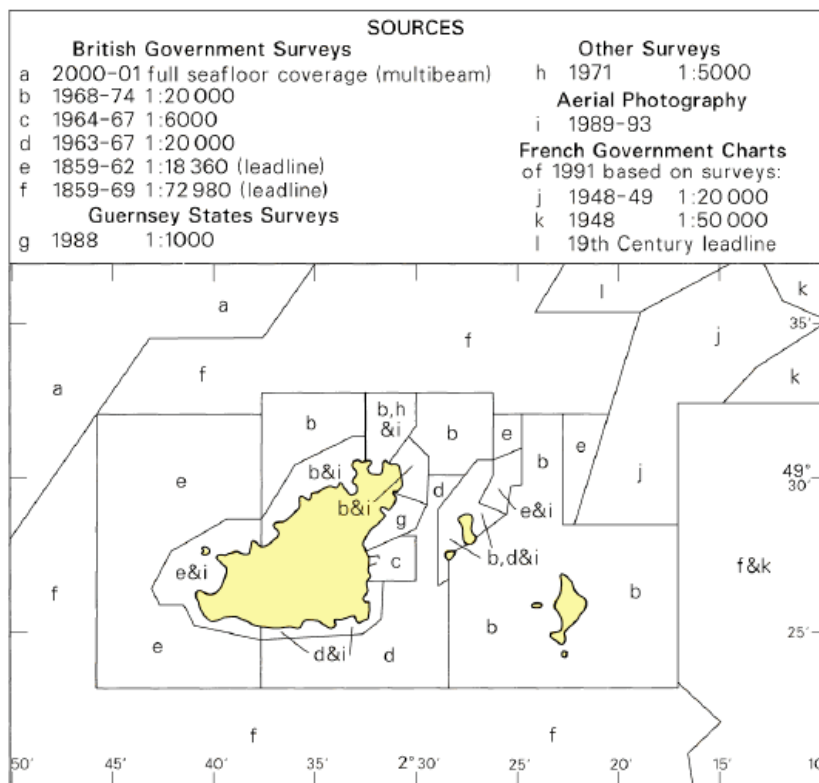 SOURCES
British Government Surveys
a 2000-01 full seafloor coverage (multibeam)
b 1968-74 1:20 000
c 1964-67 1:6000
d 1963-67 1:20 000
e 1859-62 1:18 360 (leadline)
f 1859-69 1:72 980 (leadline)
Guernsey States Surveys
g 1988 1:1000
Other Surveys
h 1971 1:5000
Aerial Photography
i 1989-93
French Government Charts
of 1991 based on surveys:
j 1948-49 1:20 000
k 1948 1:50 000
l 19th Century leadline
a
l
k
35'
f
j
a
f
k
b
b,h
&i
b
e
b
e
j
49°
30'
e
b&i
b&i
d
g
e&i
c
b,d&i
e&i
f
f&k
b
b
25'
e
d&i
d
f
f
50'
45'
40'
35'
2°30'
25'
20'
15'
10